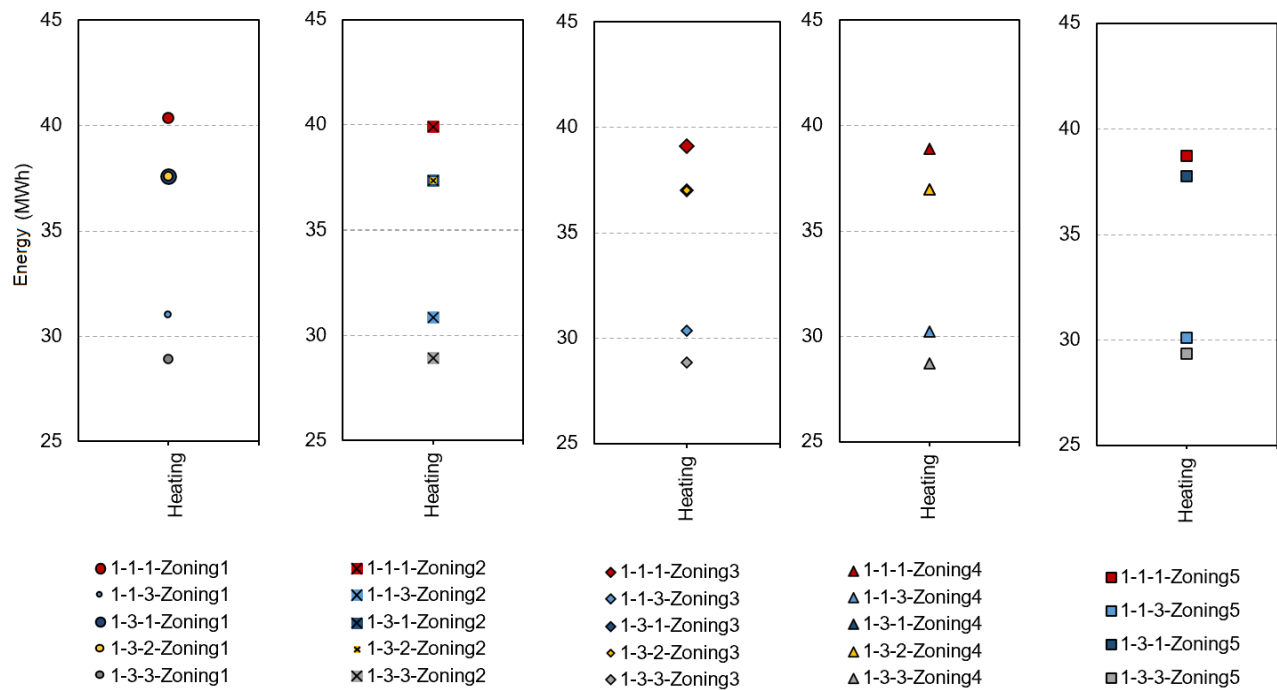 Energy (MWh)
45
40
35
30
25
Heating
1-1-1-Zoning1
1-1-3-Zoning1
1-3-1-Zoning1
1-3-2-Zoning1
1-3-3-Zoning1
45
40
35
30
25
Heating
1-1-1-Zoning2
1-1-3-Zoning2
1-3-1-Zoning2
1-3-2-Zoning2
1-3-3-Zoning2
45
40
35
30
25
Heating
1-1-1-Zoning3
1-1-3-Zoning3
1-3-1-Zoning3
1-3-2-Zoning3
1-3-3-Zoning3
45
40
35
30
25
Heating
1-1-1-Zoning4
1-1-3-Zoning4
1-3-1-Zoning4
1-3-2-Zoning4
1-3-3-Zoning4
45
40
35
30
25
Heating
1-1-1-Zoning5
1-1-3-Zoning5
1-3-1-Zoning5
1-3-3-Zoning5